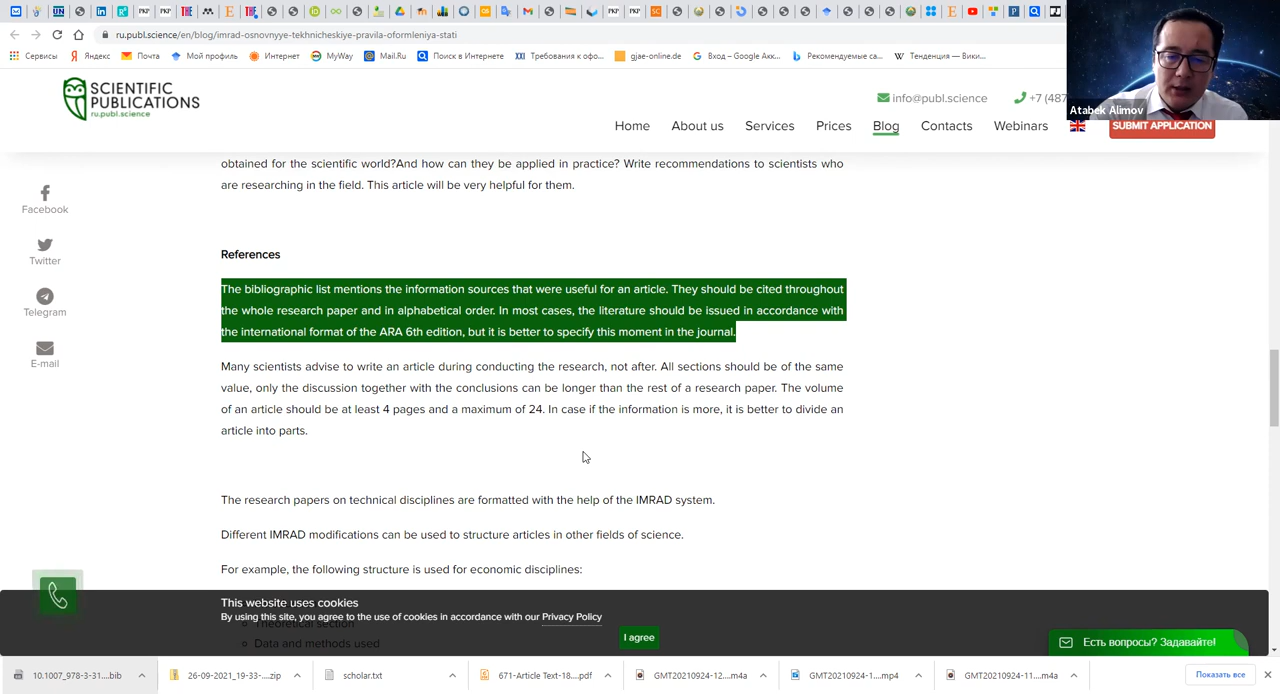 ru.publ.science/en/blog/imrad-osnovnyye-tekhnicheskiye-pravila-oformleniya-stati
Сервисы Яндекс Почта Мой профиль Интернет MyWay Mail.Ru Поиск в Интернете Требования к офо... gjae-online.de Вход – Google Акк... Рекомендуемые са... Тенденция — Вики...
Atabek Alimov
SCIENTIFIC
PUBLICATIONS
ru.publ.science
info@publ.science +7 (487
Home About us Services Prices Blog Contacts Webinars SUBMIT APPLICATION
obtained for the scientific world?And how can they be applied in practice? Write recommendations to scientists who
are researching in the field. This article will be very helpful for them.
Facebook
Twitter
Telegram
E-mail
References
The bibliographic list mentions the information sources that were useful for an article. They should be cited throughout
the whole research paper and in alphabetical order. In most cases, the literature should be issued in accordance with
the international format of the ARA 6th edition, but it is better to specify this moment in the journal.
Many scientists advise to write an article during conducting the research, not after. All sections should be of the same
value, only the discussion together with the conclusions can be longer than the rest of a research paper. The volume
of an article should be at least 4 pages and a maximum of 24. In case if the information is more, it is better to divide an
article into parts.
The research papers on technical disciplines are formatted with the help of the IMRAD system.
Different IMRAD modifications can be used to structure articles in other fields of science.
For example, the following structure is used for economic disciplines:
This website uses cookies
By using this site, you agree to the use of cookies in accordance with our Privacy Policy
Theoretical section
I agree
Data and methods used
Есть вопросы? Задавайте!
10.1007_978-3-31....bib 26-09-2021_19-33-....zip scholar.txt 671-Article Text-18....pdf GMT20210924-12....m4a GMT20210924-1....mp4 GMT20210924-11....m4a Показать все